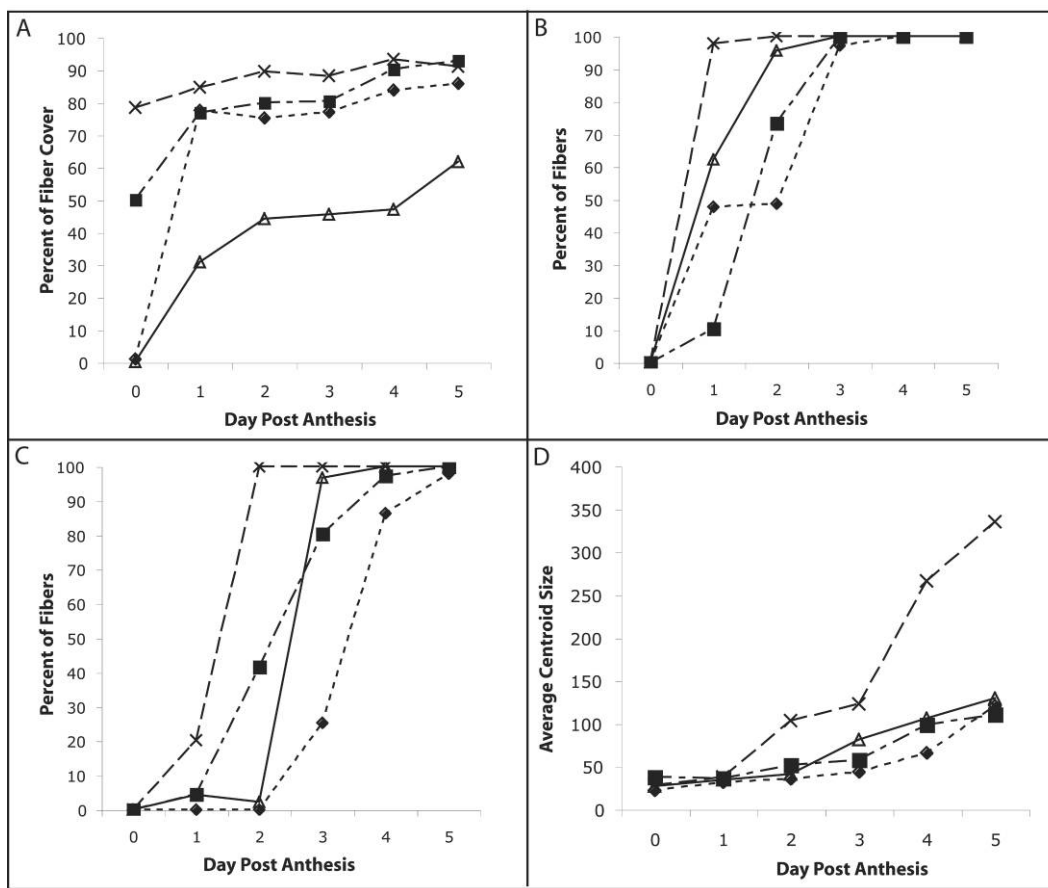 A
Percent of Fiber Cover
100
90
80
70
60
50
40
30
20
10
0
0 1 2 3 4 5
Day Post Anthesis
B
Percent of Fibers
100
90
80
70
60
50
40
30
20
10
0
0 1 2 3 4 5
Day Post Anthesis
C
Percent of Fibers
100
90
80
70
60
50
40
30
20
10
0
0 1 2 3 4 5
Day Post Anthesis
D
Average Centroid Size
400
350
300
250
200
150
100
50
0
0 1 2 3 4 5
Day Post Anthesis